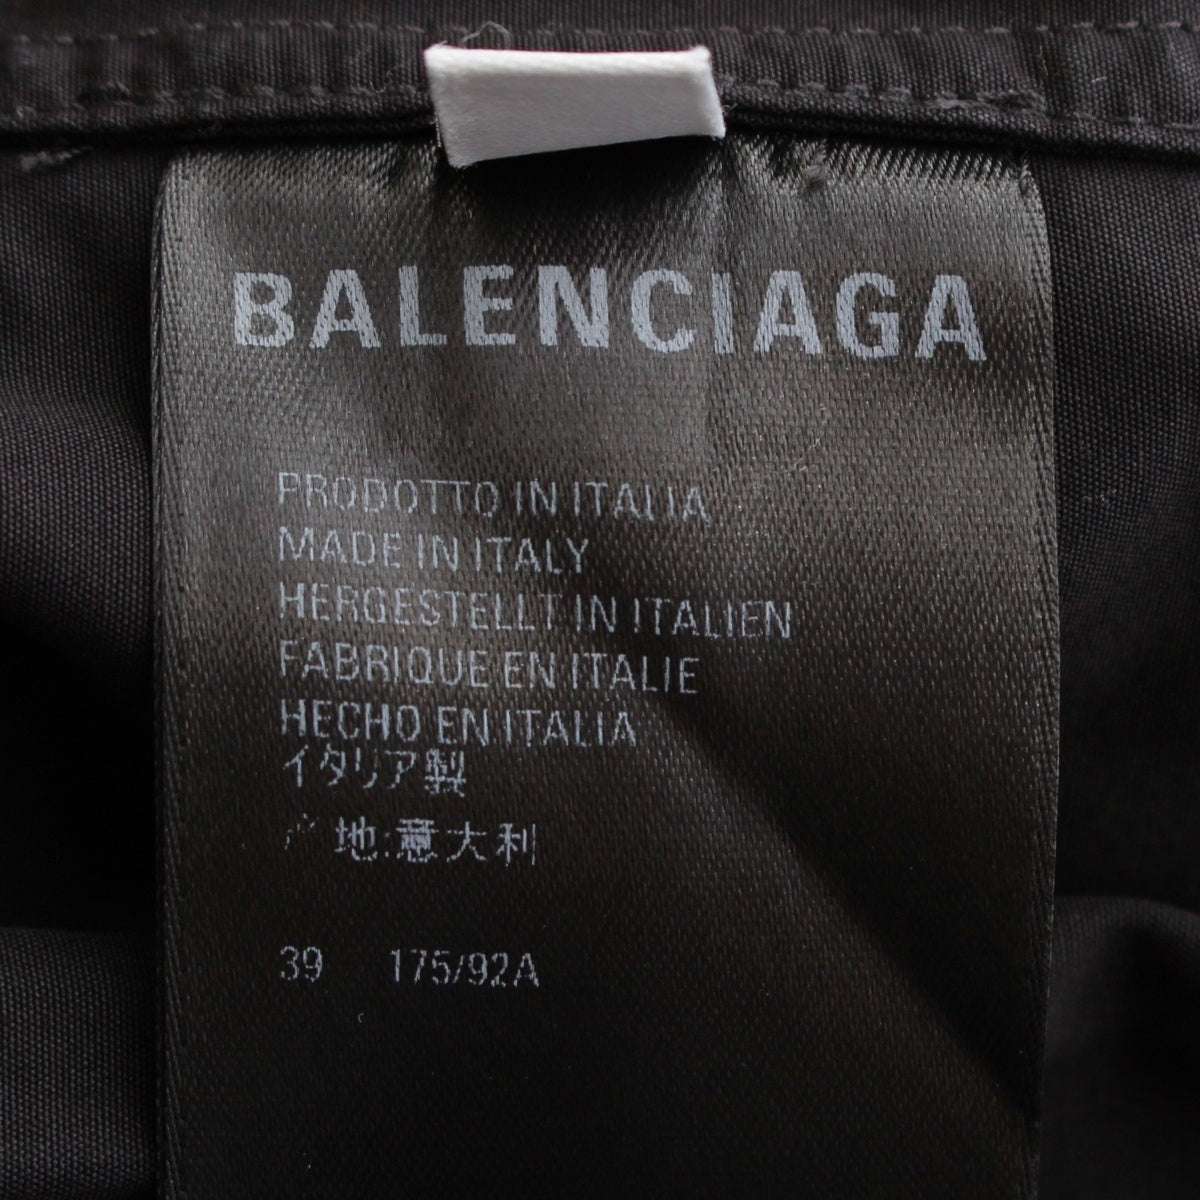 BALENCIAGA
PRODOTTO IN ITALIA
MADE IN ITALY
HERGESTELLT IN ITALIEN
FABRIQUE EN ITALIE
HECHO EN ITALIA
イタリア製
产地:意大利
39 175/92A